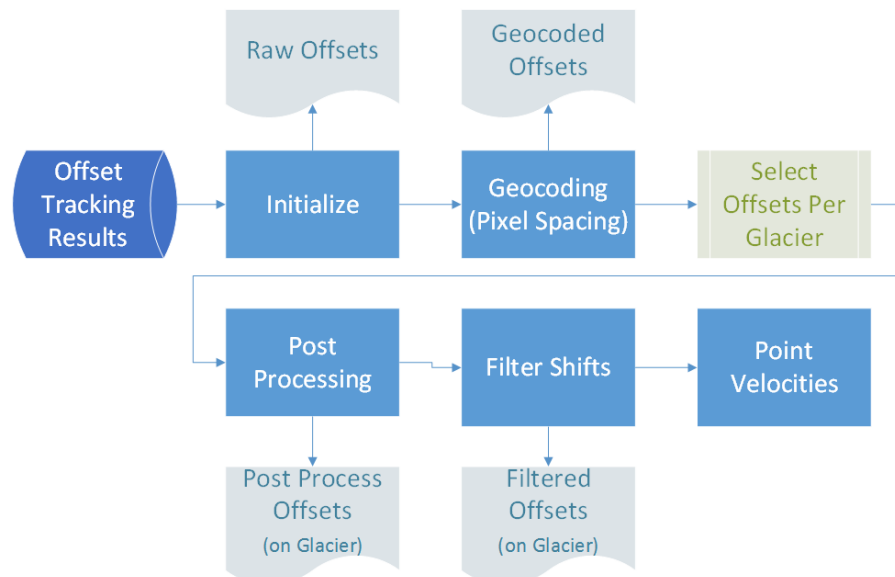 Raw Offsets
Geocoded
Offsets
Offset
Tracking
Results
Initialize
Geocoding
(Pixel Spacing)
Select
Offsets Per
Glacier
Post
Processing
Filter Shifts
Point
Velocities
Post Process
Offsets
(on Glacier)
Filtered
Offsets
(on Glacier)